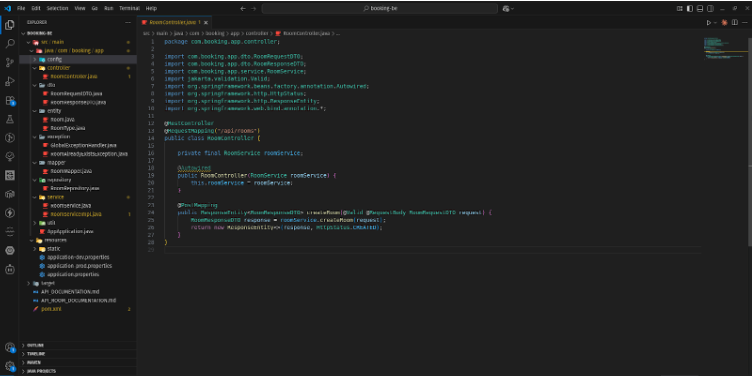 File Edit Selection View Go Run Terminal Help
booking-be
EXPLORER
BOOKING-BE
src / main
java / com / booking / app
config
controller
RoomController.java 1
dto
RoomRequestDTO.java
RoomResponseDTO.java
entity
Room.java
RoomType.java
exception
GlobalExceptionHandler.java
RoomAlreadyExistsException.java
mapper
RoomMapper.java
repository
RoomRepository.java
service
RoomService.java
RoomServiceImpl.java 1
util
AppApplication.java
resources
static
application-dev.properties
application-prod.properties
application.properties
target
API_DOCUMENTATION.md
API_ROOM_DOCUMENTATION.md
pom.xml 2
OUTLINE
TIMELINE
MAVEN
JAVA PROJECTS
RoomController.java 1
src > main > java > com > booking > app > controller > RoomController.java > ...
1 package com.booking.app.controller;
2
3 import com.booking.app.dto.RoomRequestDTO;
4 import com.booking.app.dto.RoomResponseDTO;
5 import com.booking.app.service.RoomService;
6 import jakarta.validation.Valid;
7 import org.springframework.beans.factory.annotation.Autowired;
8 import org.springframework.http.HttpStatus;
9 import org.springframework.http.ResponseEntity;
10 import org.springframework.web.bind.annotation.*;
11
12 @RestController
13 @RequestMapping("/api/rooms")
14 public class RoomController {
15
16 private final RoomService roomService;
17
18 @Autowired
19 public RoomController(RoomService roomService) {
20 this.roomService = roomService;
21 }
22
23 @PostMapping
24 public ResponseEntity<RoomResponseDTO> createRoom(@Valid @RequestBody RoomRequestDTO request) {
25 RoomResponseDTO response = roomService.createRoom(request);
26 return new ResponseEntity<>(response, HttpStatus.CREATED);
27 }
28 }
29